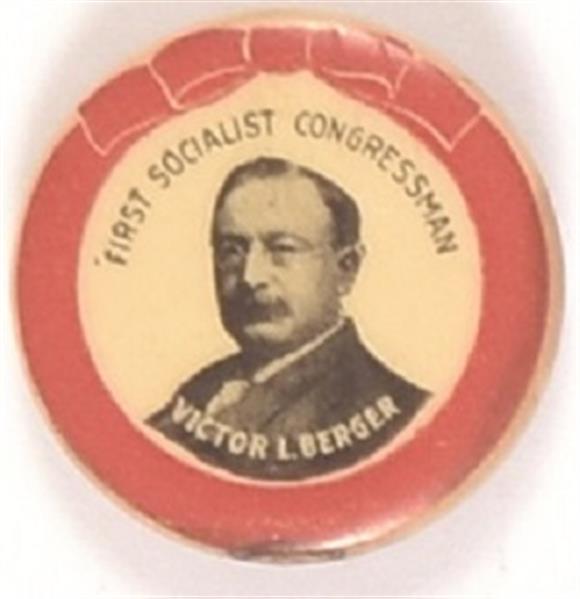 "FIRST SOCIALIST CONGRESSMAN
VICTOR L. BERGER